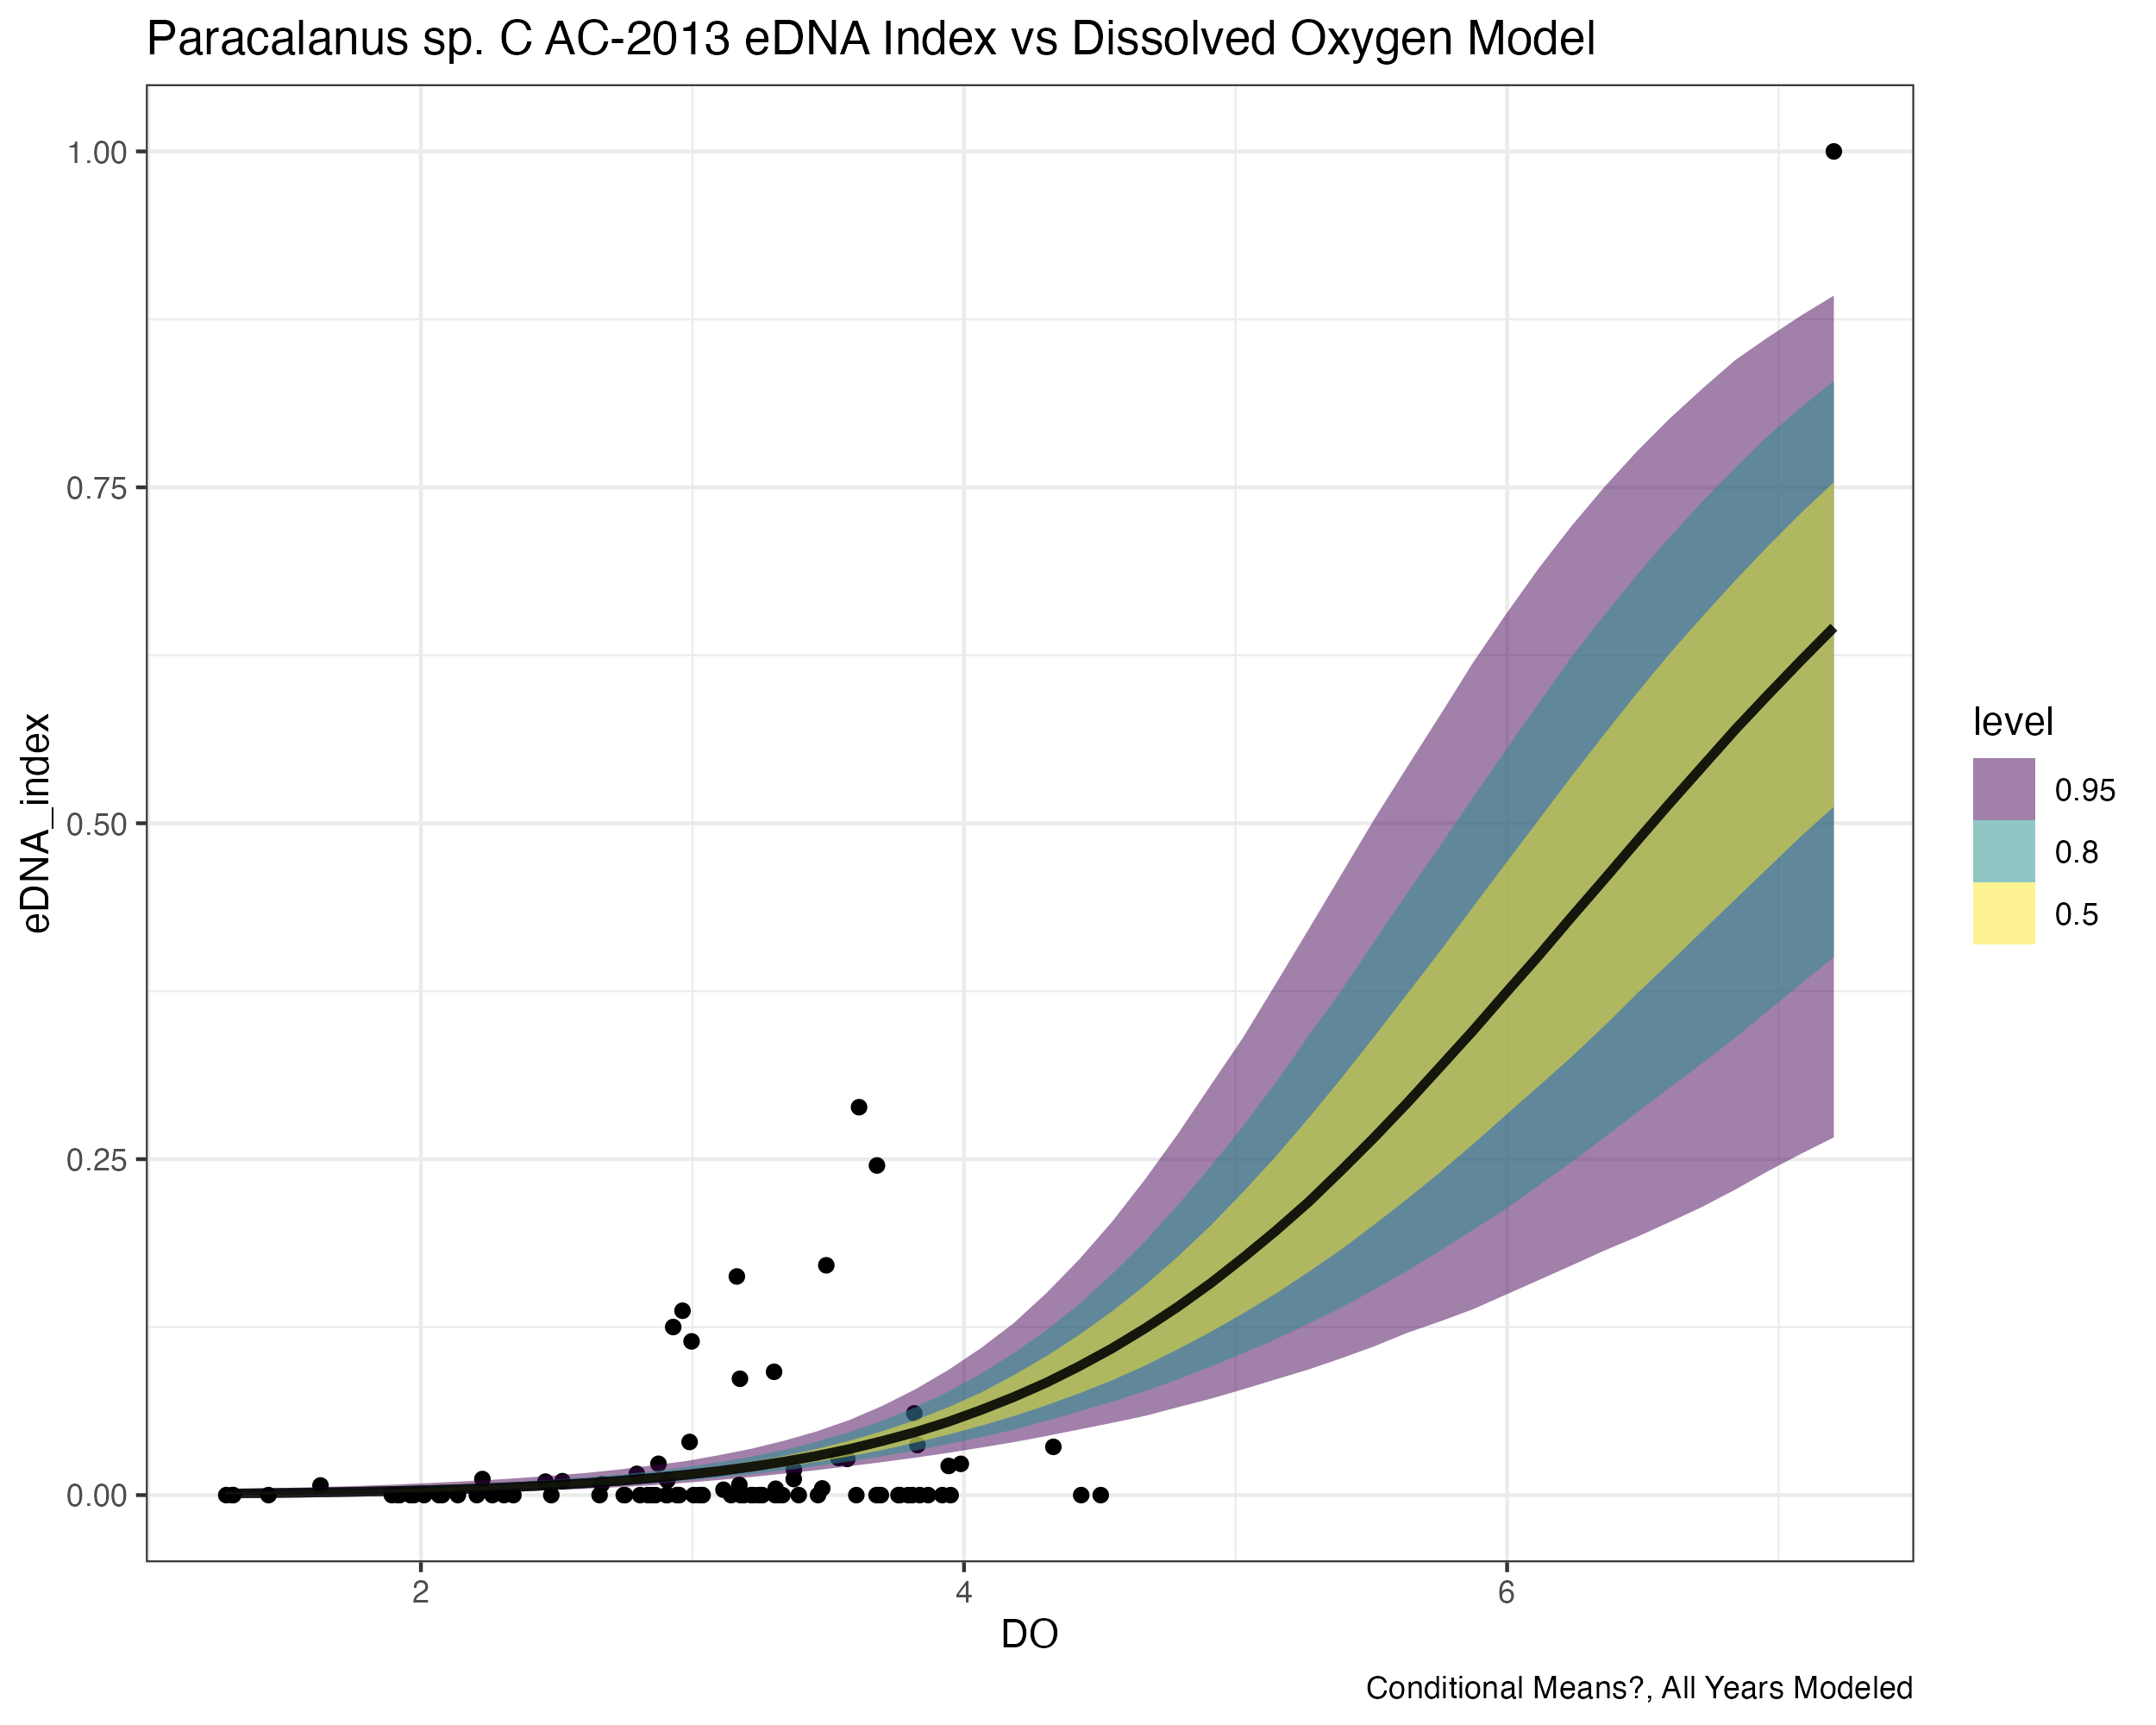 Paracalanus sp. C AC-2013 eDNA Index vs Dissolved Oxygen Model
1.00
0.75
0.50
0.25
0.00
eDNA_index
2 4 6
DO
level
0.95
0.8
0.5
Conditional Means?, All Years Modeled